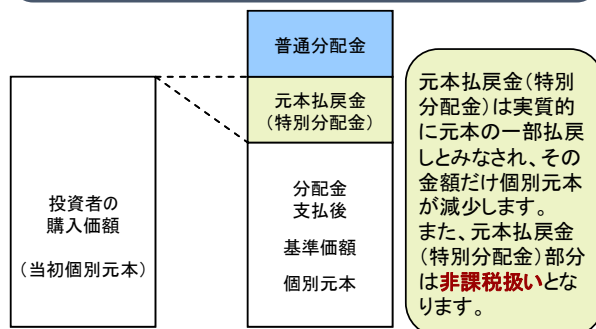 普通分配金
元本払戻金
(特別分配金)
投資者の
購入価額
(当初個別元本)
分配金
支払後
基準価額
個別元本
元本払戻金(特別
分配金)は実質的
に元本の一部払戻
しとみなされ、その
金額だけ個別元本
が減少します。
また、元本払戻金
(特別分配金)部分
は非課税扱いとな
ります。